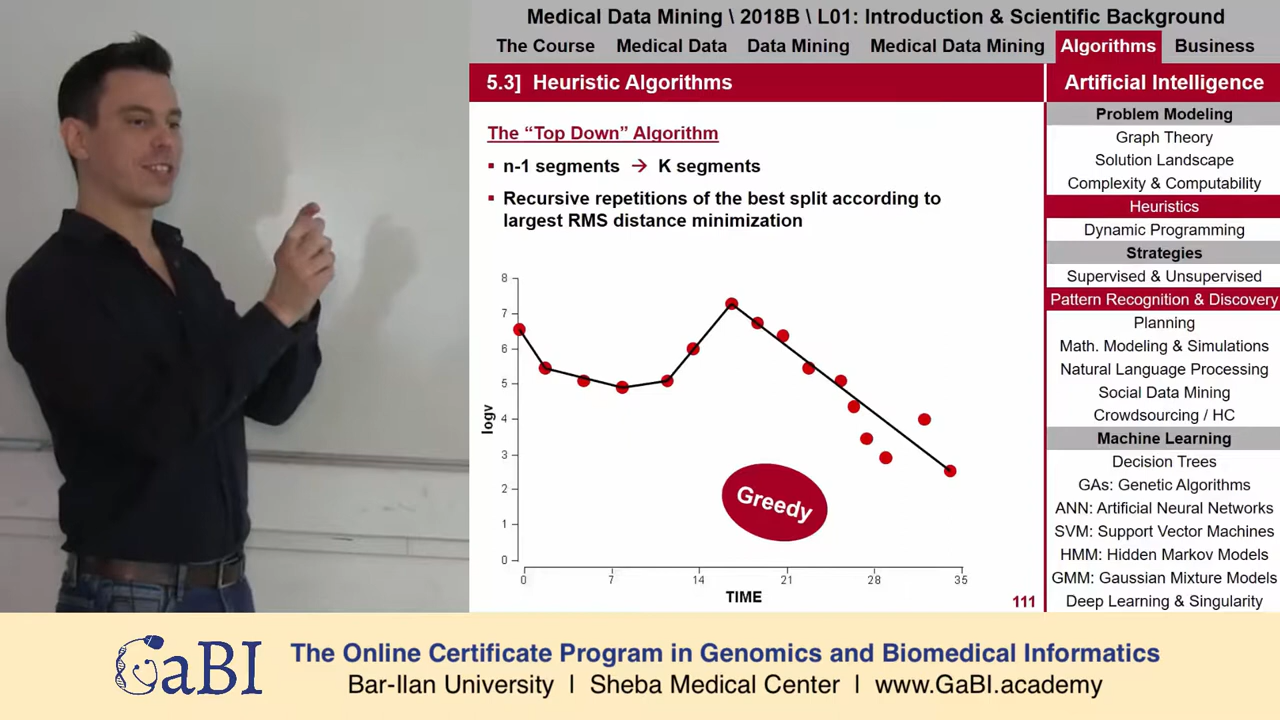 Medical Data Mining \ 2018B \ L01: Introduction & Scientific Background
The Course Medical Data Data Mining Medical Data Mining Algorithms Business
5.3] Heuristic Algorithms
The “Top Down” Algorithm
▪ n-1 segments → K segments
▪ Recursive repetitions of the best split according to
largest RMS distance minimization
8
7
6
5
4
3
2
1
0
logv
0 7 14 21 28 35
TIME
Greedy
111
Artificial Intelligence
Problem Modeling
Graph Theory
Solution Landscape
Complexity & Computability
Heuristics
Dynamic Programming
Strategies
Supervised & Unsupervised
Pattern Recognition & Discovery
Planning
Math. Modeling & Simulations
Natural Language Processing
Social Data Mining
Crowdsourcing / HC
Machine Learning
Decision Trees
GAs: Genetic Algorithms
ANN: Artificial Neural Networks
SVM: Support Vector Machines
HMM: Hidden Markov Models
GMM: Gaussian Mixture Models
Deep Learning & Singularity
GaBI
The Online Certificate Program in Genomics and Biomedical Informatics
Bar-Ilan University | Sheba Medical Center | www.GaBI.academy